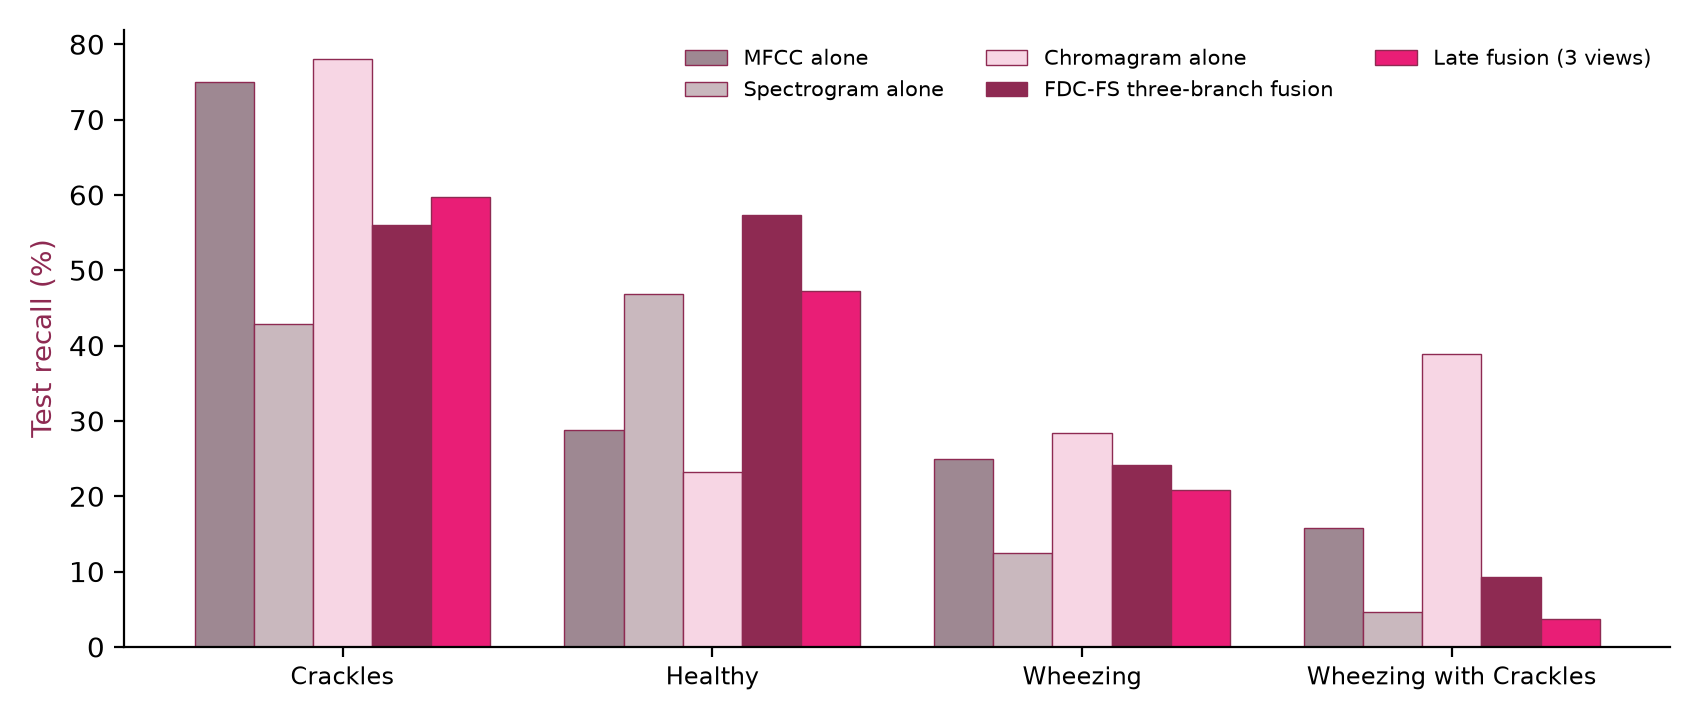 MFCC alone
Spectrogram alone
Chromagram alone
FDC-FS three-branch fusion
Late fusion (3 views)
Test recall (%)
80
70
60
50
40
30
20
10
0
Crackles
Healthy
Wheezing
Wheezing with Crackles